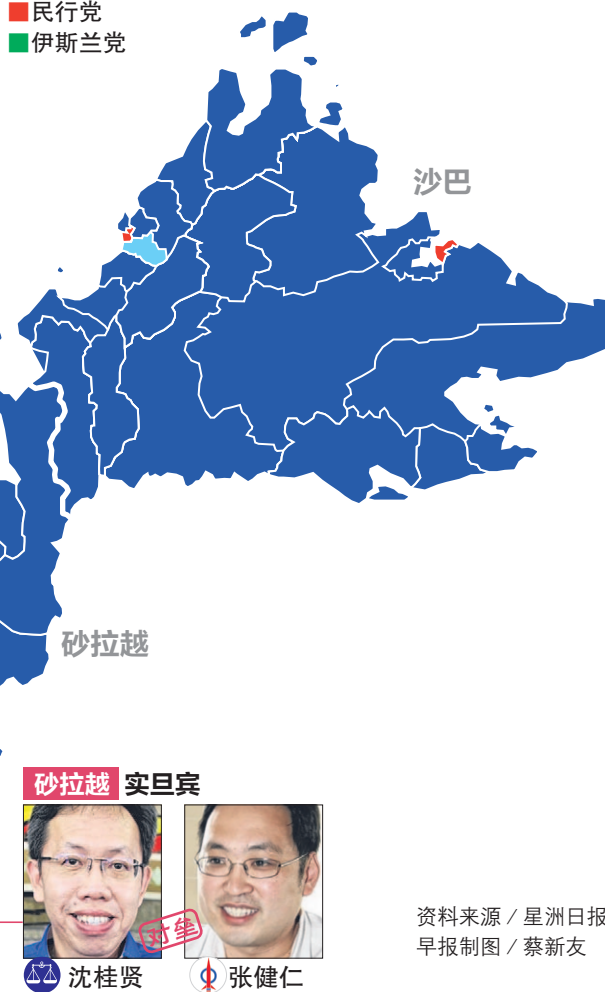 民行党
伊斯兰党
沙巴
砂拉越
砂拉越 实旦宾
对垒
沈桂贤 张健仁
资料来源／星洲日报
早报制图／蔡新友